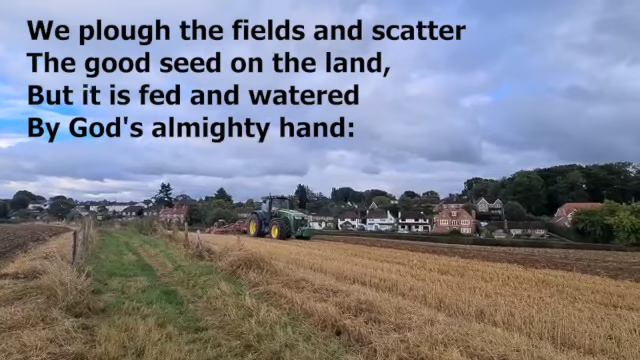 We plough the fields and scatter
The good seed on the land,
But it is fed and watered
By God's almighty hand: